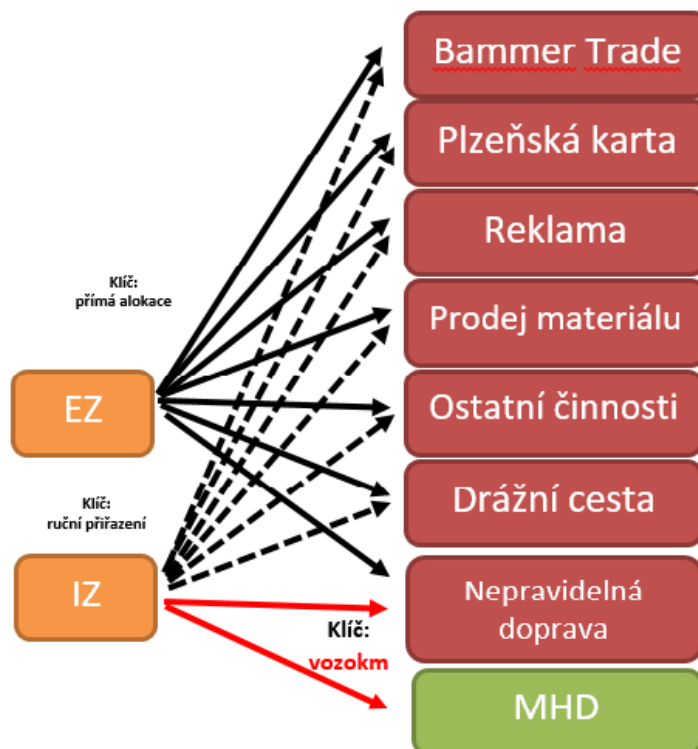 Bammer Trade
Plzeňská karta
Reklama
Klíč:
přímá alokace
Prodej materiálu
EZ
Ostatní činnosti
Klíč:
ruční přiřazení
Drážní cesta
IZ
Nepravidelná
doprava
Klíč:
vozokm
MHD